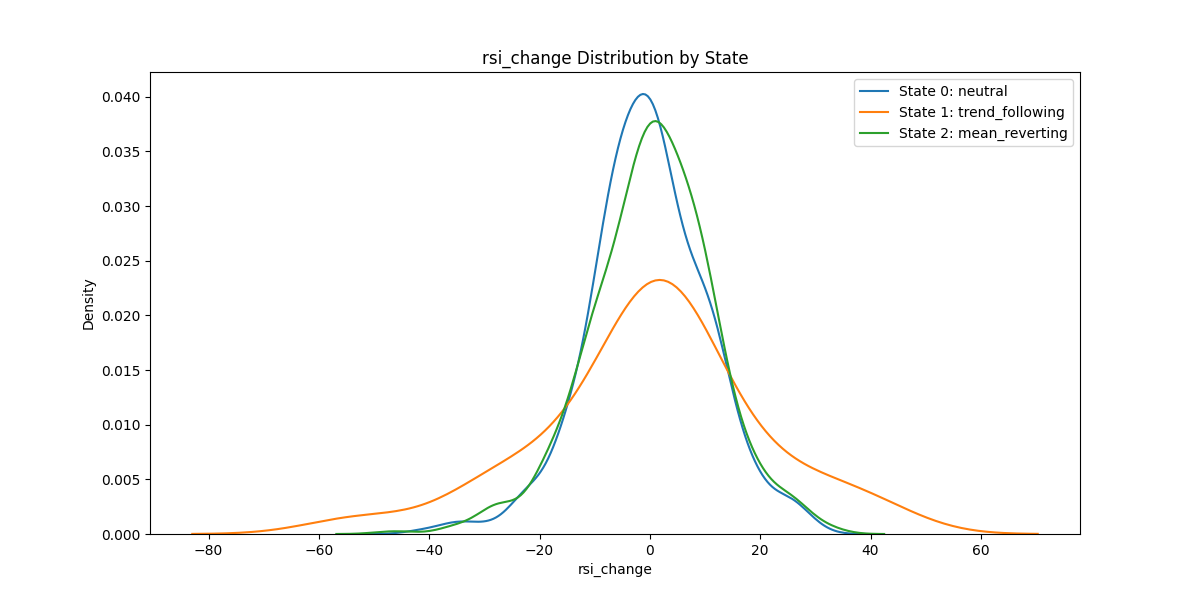 rsi_change Distribution by State
State 0: neutral
State 1: trend_following
State 2: mean_reverting
Density
0.040
0.035
0.030
0.025
0.020
0.015
0.010
0.005
0.000
−80 −60 −40 −20 0 20 40 60
rsi_change